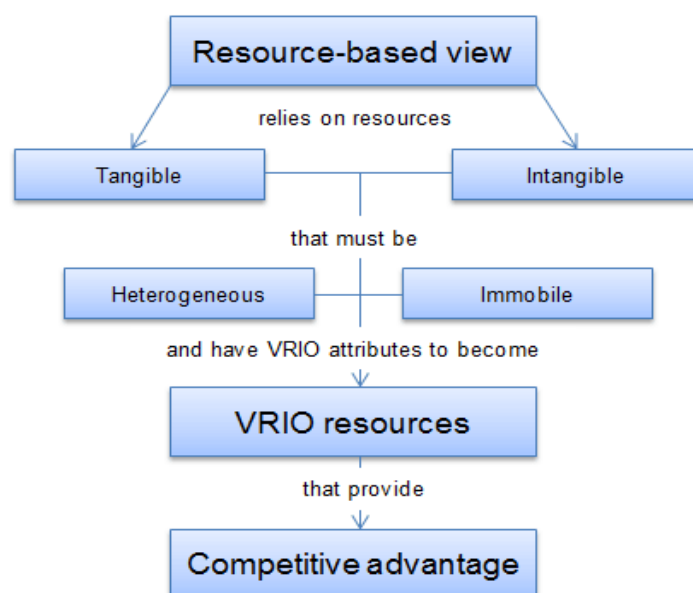 Resource-based view
relies on resources
Tangible
Intangible
that must be
Heterogeneous
Immobile
and have VRIO attributes to become
VRIO resources
that provide
Competitive advantage